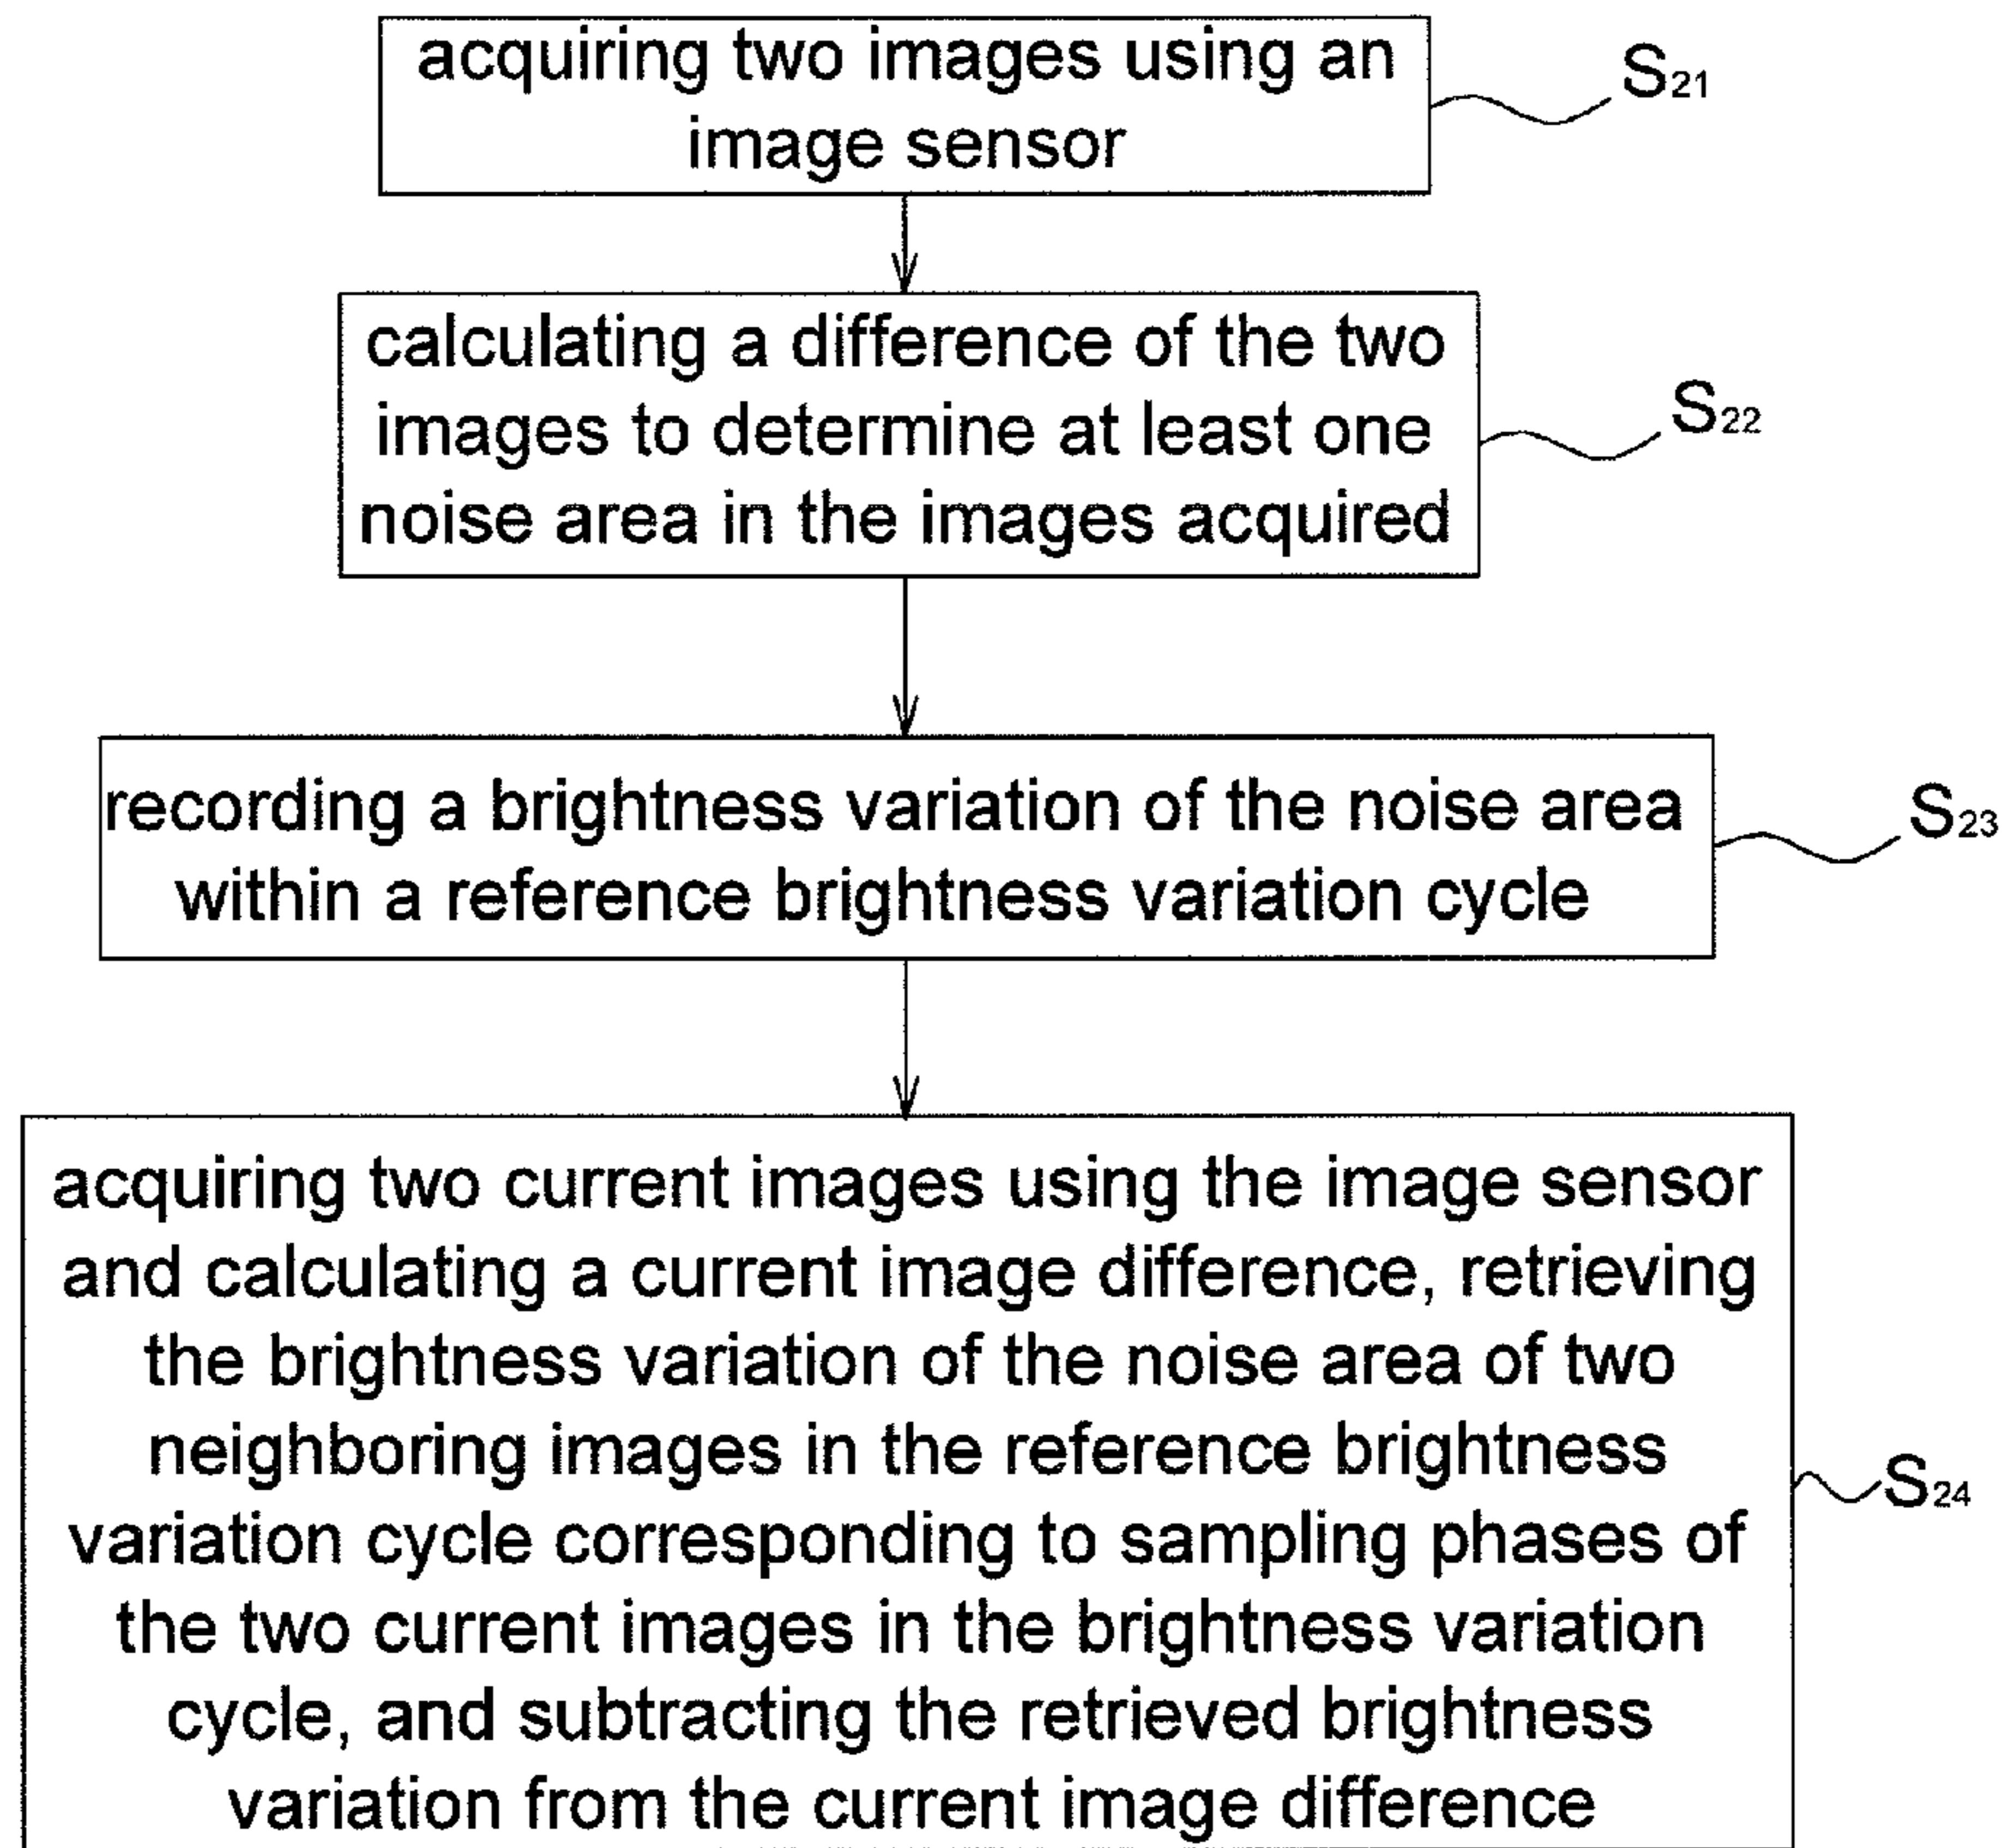 acquiring two images using an
image sensor
S21
calculating a difference of the two
images to determine at least one
noise area in the images acquired
S22
recording a brightness variation of the noise area
within a reference brightness variation cycle
S23
acquiring two current images using the image sensor
and calculating a current image difference, retrieving
the brightness variation of the noise area of two
neighboring images in the reference brightness
variation cycle corresponding to sampling phases of
the two current images in the brightness variation
cycle, and subtracting the retrieved brightness
variation from the current image difference
S24